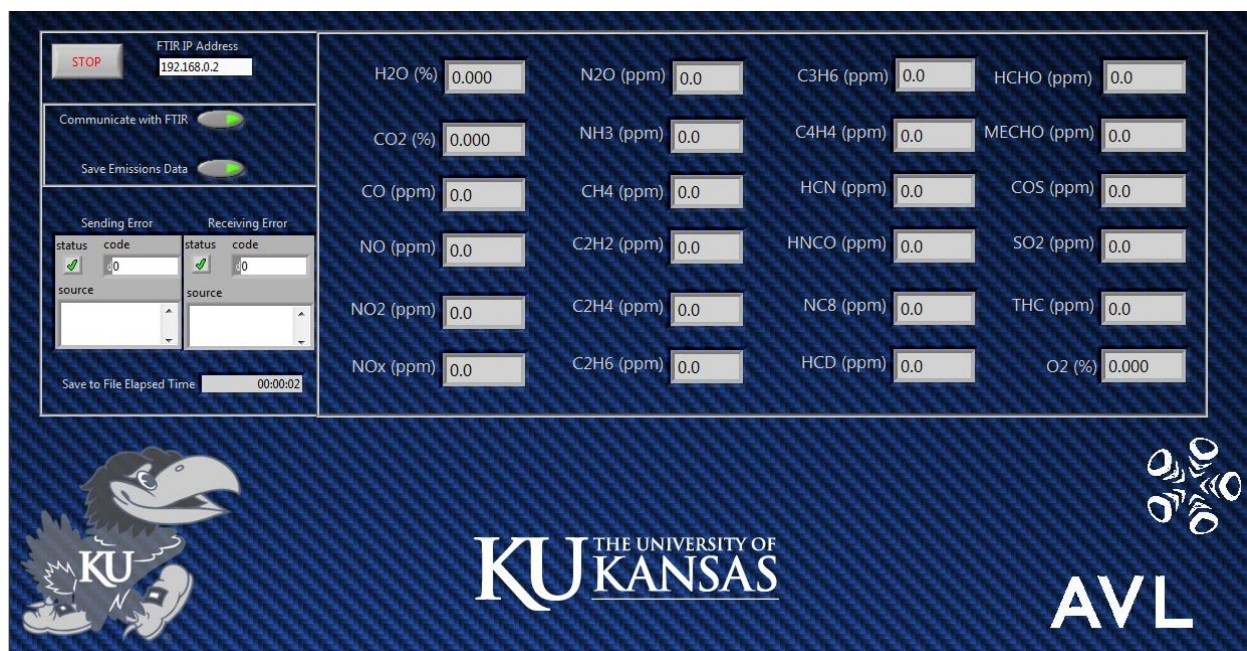 STOP
FTIR IP Address
192.168.0.2
Communicate with FTIR
Save Emissions Data
Sending Error
Receiving Error
status code
status code
d0
d0
source
source
Save to File Elapsed Time 00:00:02
H2O (%) 0.000
CO2 (%) 0.000
CO (ppm) 0.0
NO (ppm) 0.0
NO2 (ppm) 0.0
NOx (ppm) 0.0
N2O (ppm) 0.0
NH3 (ppm) 0.0
CH4 (ppm) 0.0
C2H2 (ppm) 0.0
C2H4 (ppm) 0.0
C2H6 (ppm) 0.0
C3H6 (ppm) 0.0
C4H4 (ppm) 0.0
HCN (ppm) 0.0
HNCO (ppm) 0.0
NC8 (ppm) 0.0
HCD (ppm) 0.0
HCHO (ppm) 0.0
MECHO (ppm) 0.0
COS (ppm) 0.0
SO2 (ppm) 0.0
THC (ppm) 0.0
O2 (%) 0.000
KU
KU THE UNIVERSITY OF
KANSAS
AVL